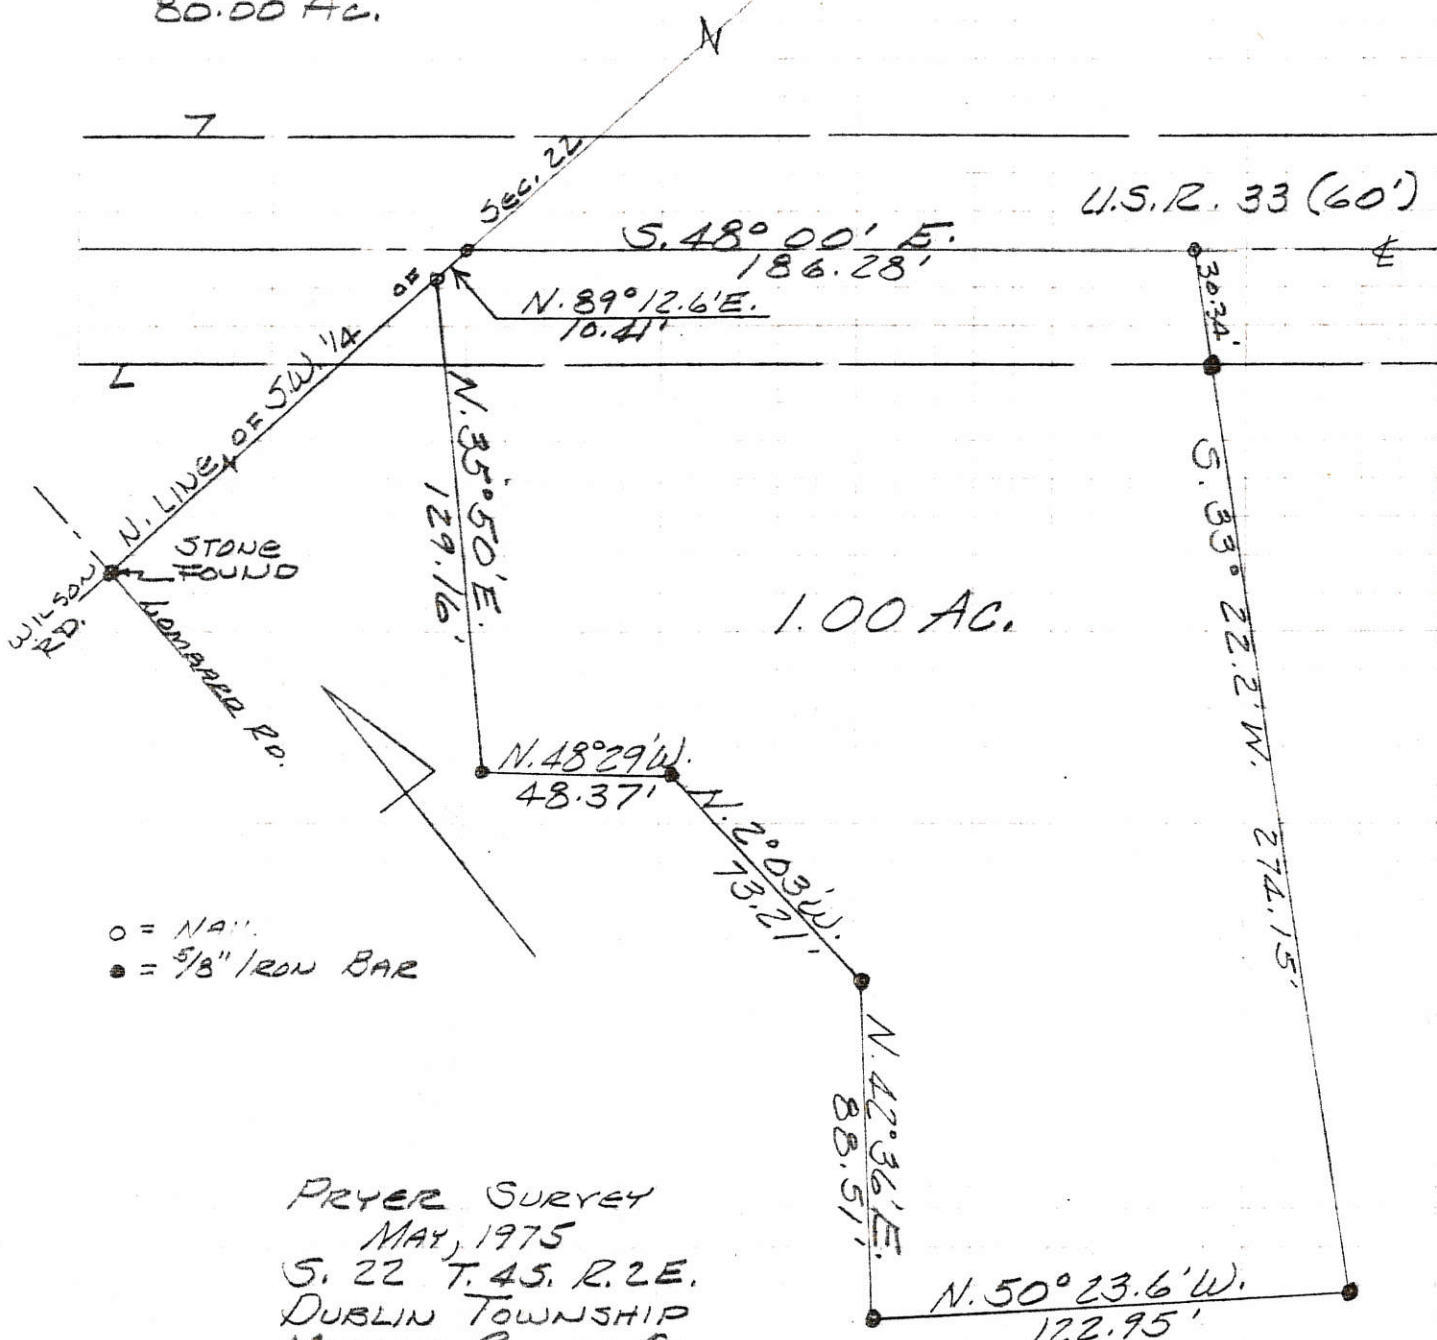 80.00 Ac.
N
SEC. 22
U.S.R. 33 (60')
S. 48° 00' E.
186.28'
30.34'
OF
N. 89° 12.6' E.
10.41'
N. LINE OF S.W. 1/4
N. 35° 50' E.
129.16'
S. 33° 22.2' W. 274.15'
STONE
FOUND
WILSON
RD.
LOMBARD RD.
1.00 Ac.
N. 48° 29' W.
48.37'
N. 2° 03' W.
73.21'
○ = NAIL
● = 5/8" IRON BAR
N. 42° 36' E.
88.51'
N. 50° 23.6' W.
122.95'
PRYER SURVEY
MAY, 1975
S. 22 T. 4S. R. 2E.
DUBLIN TOWNSHIP